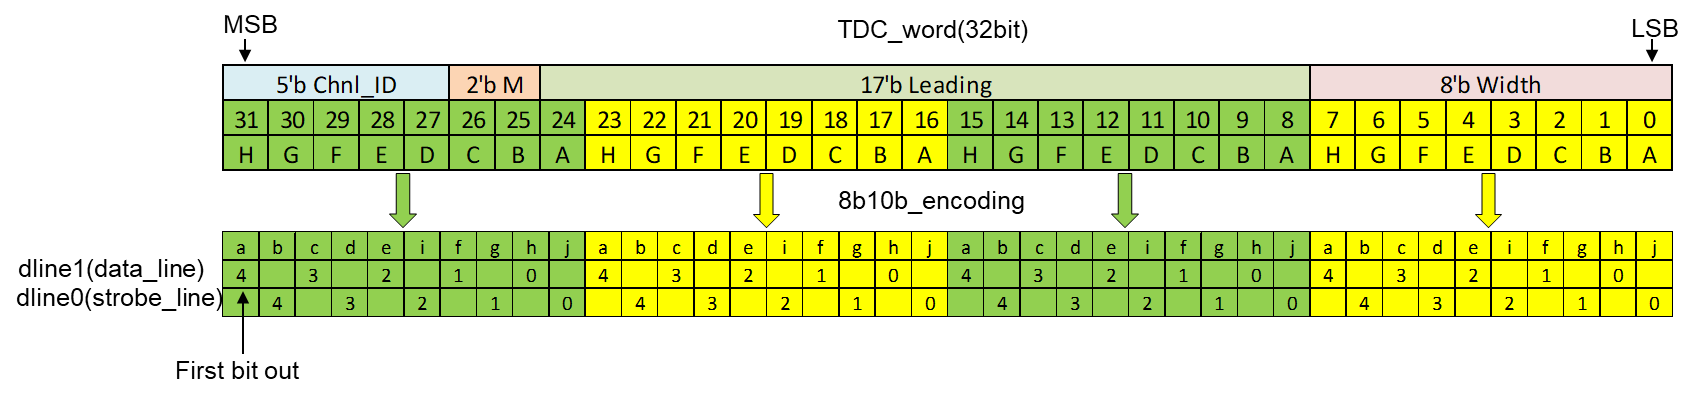 MSB
TDC_word(32bit)
LSB
5'b Chnl_ID 2'b M 17'b Leading 8'b Width
31 30 29 28 27 26 25 24 23 22 21 20 19 18 17 16 15 14 13 12 11 10 9 8 7 6 5 4 3 2 1 0
H G F E D C B A H G F E D C B A H G F E D C B A H G F E D C B A
8b10b_encoding
a b c d e i f g h j a b c d e i f g h j a b c d e i f g h j a b c d e i f g h j
dline1(data_line) 4 3 2 1 0 4 3 2 1 0 4 3 2 1 0 4 3 2 1 0
dline0(strobe_line) 4 3 2 1 0 4 3 2 1 0 4 3 2 1 0 4 3 2 1 0
First bit out